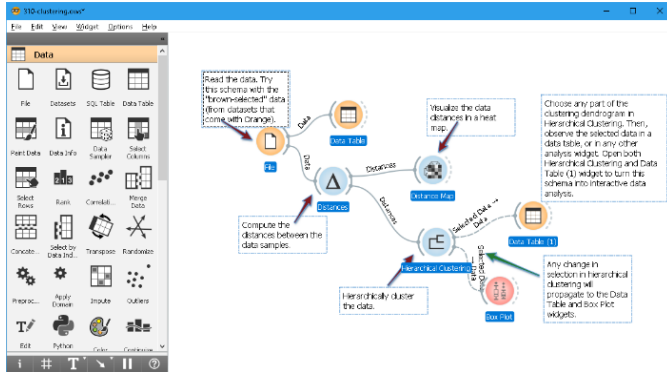 310-clustering.ows*
File Edit View Widget Options Help
Data
File Datasets SQL Table Data Table
Paint Data Data Info Data Sampler Select Columns
Select Rows Rank Correlati... Merge Data
Concate... Select by Data Ind... Transpose Randomize
Preproc... Apply Domain Impute Outliers
Edit Python Color Continuize
Read the data. Try
this schema with the
"brown-selected" data
(from datasets that
come with Orange).
Data
Data Table
File
Data
Distances
Distances
Distance Map
Visualize the data
distances in a heat
map.
Choose any part of the
clustering dendrogram in
Hierarchical Clustering. Then,
observe the selected data in a
data table, or in any other
analysis widget. Open both
Hierarchical Clustering and Data
Table (1) widget to turn this
schema into interactive data
analysis.
Compute the
distances between the
data samples.
Distances
Selected Data → Data
Data Table (1)
Hierarchical Clustering
Selected Data → Data
Hierarchically cluster
the data.
Box Plot
Any change in
selection in hierarchical
clustering will
propagate to the Data
Table and Box Plot
widgets.